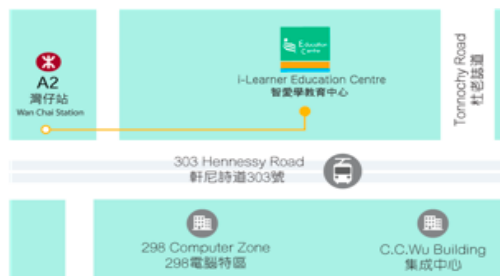 Education
Centre
A2
灣仔站
Wan Chai Station
i-Learner Education Centre
智愛學教育中心
Tonnochy Road
杜老誌道
303 Hennessy Road
軒尼詩道303號
298 Computer Zone
298電腦特區
C.C.Wu Building
集成中心